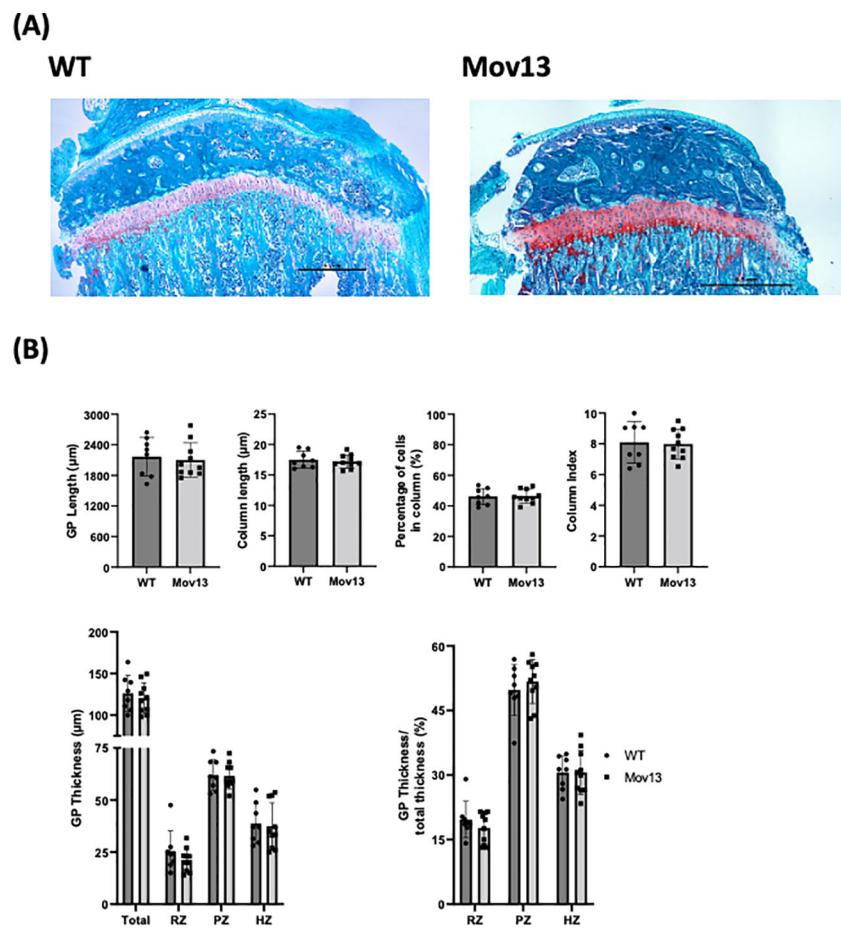 (A)
WT Mov13
(B)
3000
2400
1800
1200
600
0
GP Length (µm)
WT Mov13
25
20
15
10
5
0
Column length (µm)
WT Mov13
100
80
60
40
20
0
Percentage of cells
in column (%)
WT Mov13
10
8
6
4
2
0
Column Index
WT Mov13
200
150
100
75
50
25
0
GP Thickness (µm)
Total RZ PZ HZ
60
45
30
15
0
GP Thickness/
total thickness (%)
RZ PZ HZ
WT
Mov13